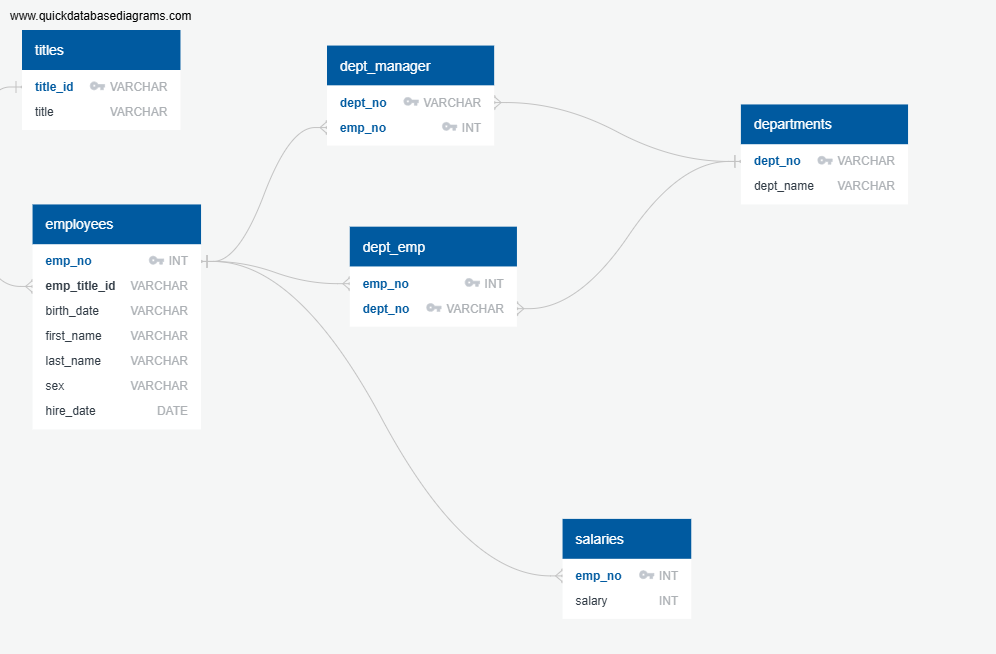 www.quickdatabasediagrams.com
titles
title_id VARCHAR
title VARCHAR
dept_manager
dept_no VARCHAR
emp_no INT
departments
dept_no VARCHAR
dept_name VARCHAR
employees
emp_no INT
emp_title_id VARCHAR
birth_date VARCHAR
first_name VARCHAR
last_name VARCHAR
sex VARCHAR
hire_date DATE
dept_emp
emp_no INT
dept_no VARCHAR
salaries
emp_no INT
salary INT